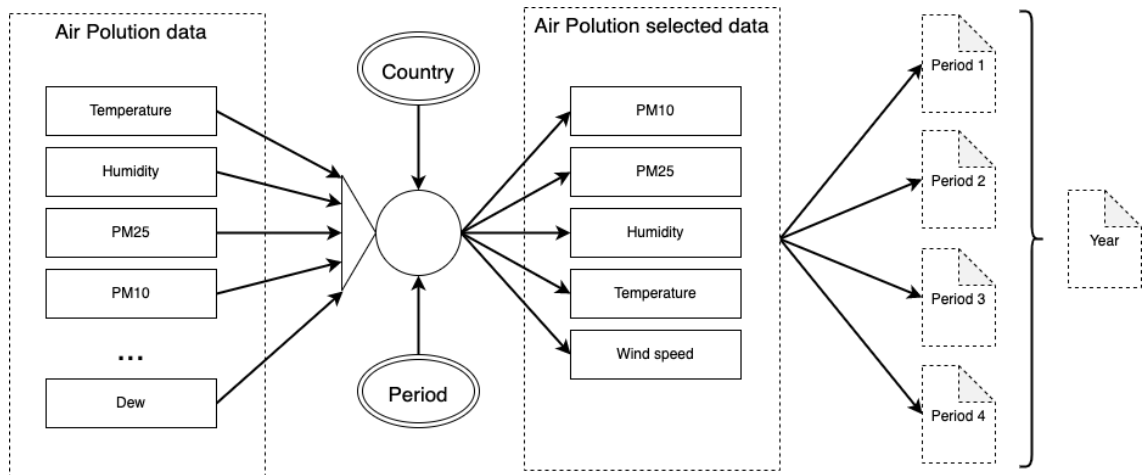 Air Polution data
Temperature
Humidity
PM25
PM10
...
Dew
Country
Period
Air Polution selected data
PM10
PM25
Humidity
Temperature
Wind speed
Period 1
Period 2
Period 3
Period 4
Year